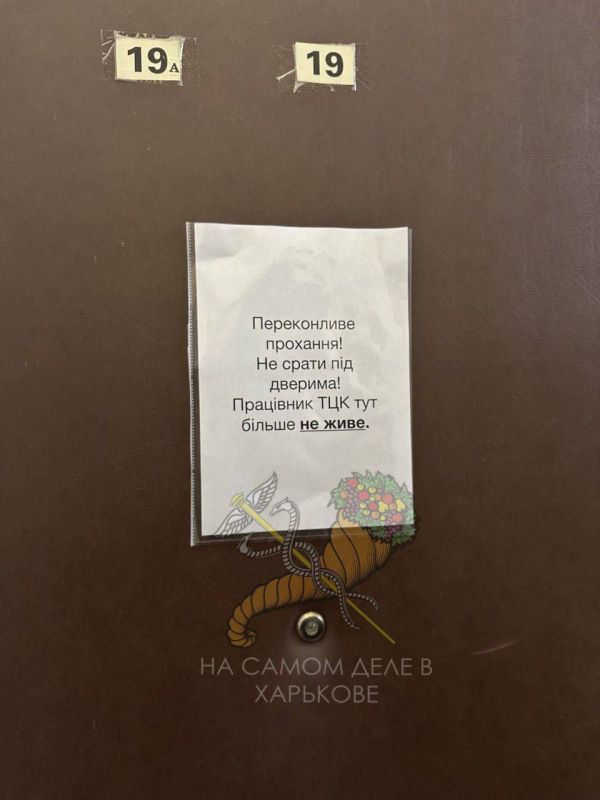 19А
19
Переконливе
прохання!
Не срати під
дверима!
Працівник ТЦК тут
більше не живе.
НА САМОМ ДЕЛЕ В
ХАРЬКОВЕ